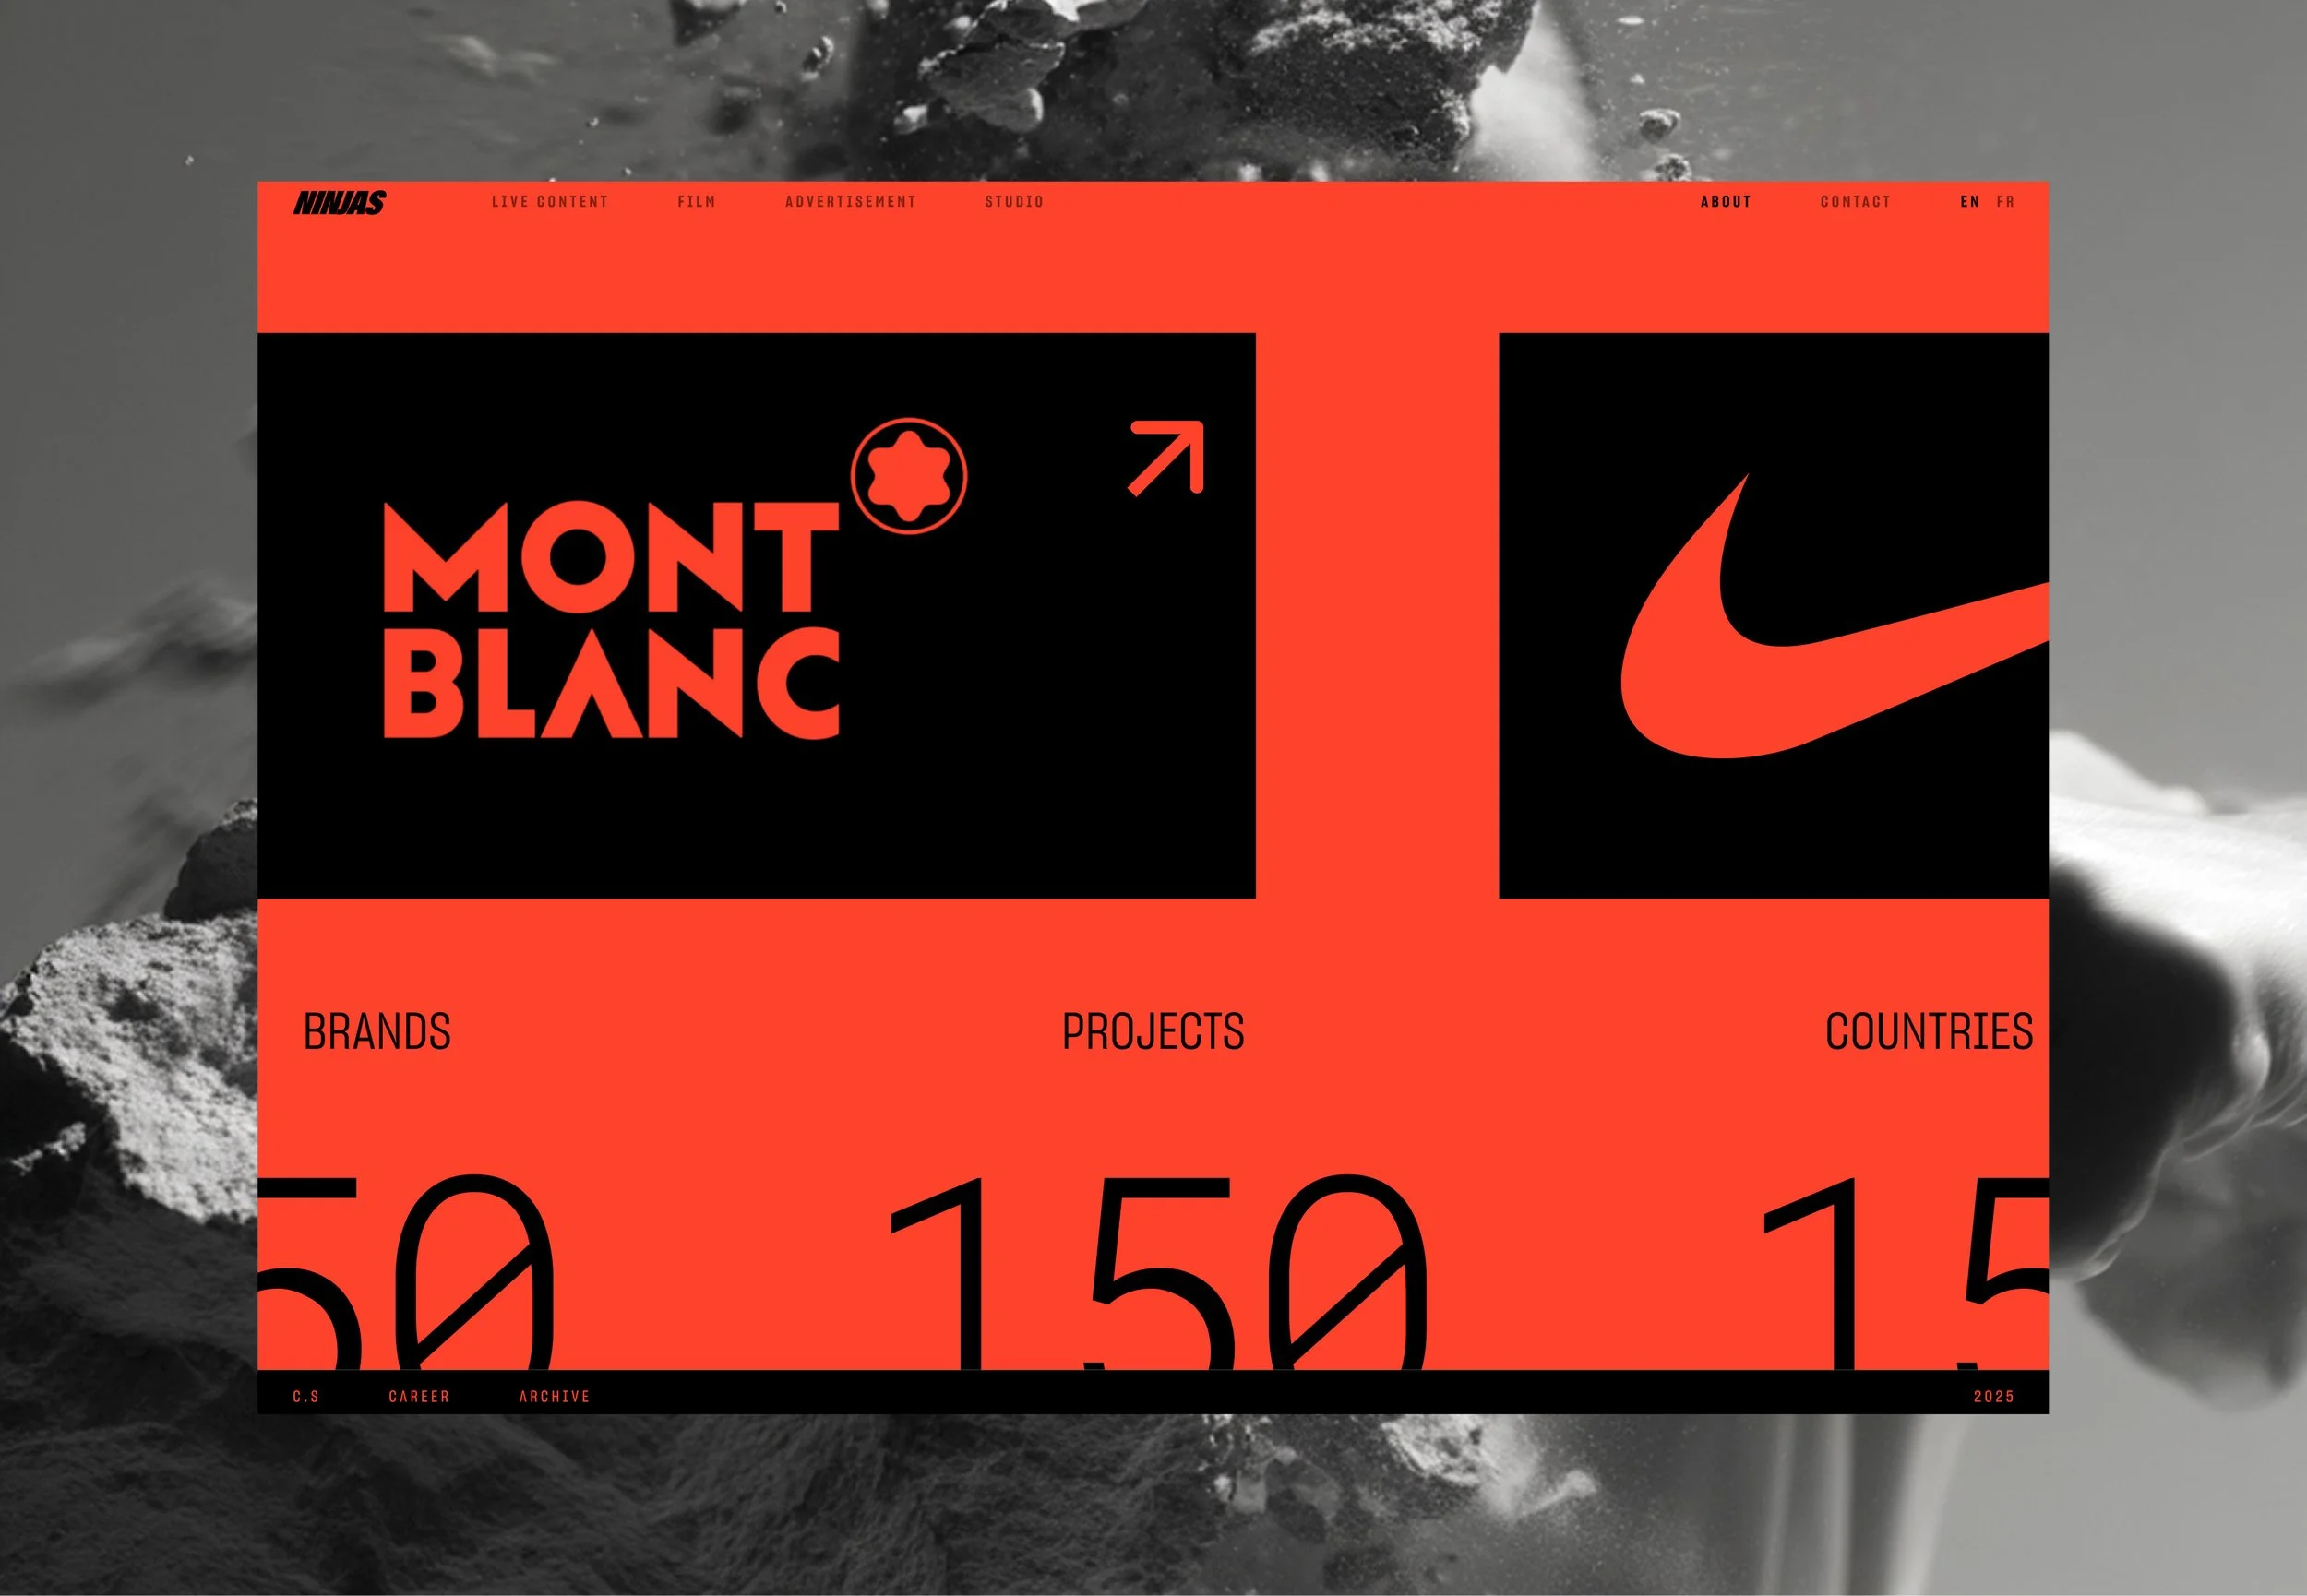 NINJAS LIVE CONTENT FILM ADVERTISEMENT STUDIO ABOUT CONTACT EN FR
MONT
BLANC
BRANDS PROJECTS COUNTRIES
50 150 15
C.S CAREER ARCHIVE 2025